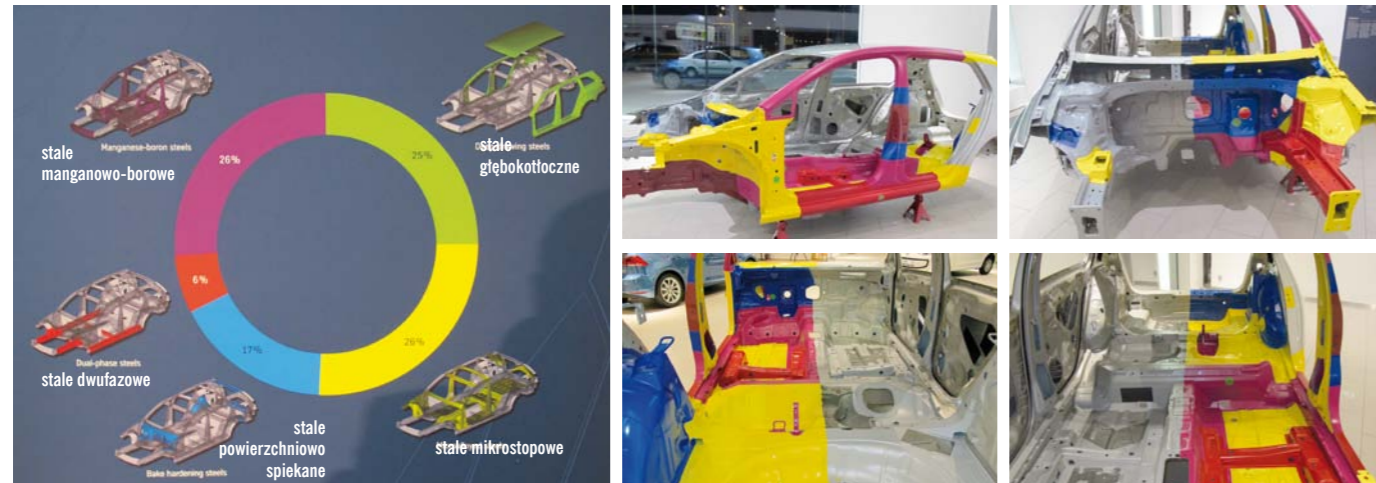 26%
25%
Manganese-boron steels
stale
manganowo-borowe
stale
głębokotłoczne
6%
17%
26%
Dual-phase steels
stale dwufazowe
Bake hardening steels
stale
powierzchniowo
spiekane
stale mikrostopowe